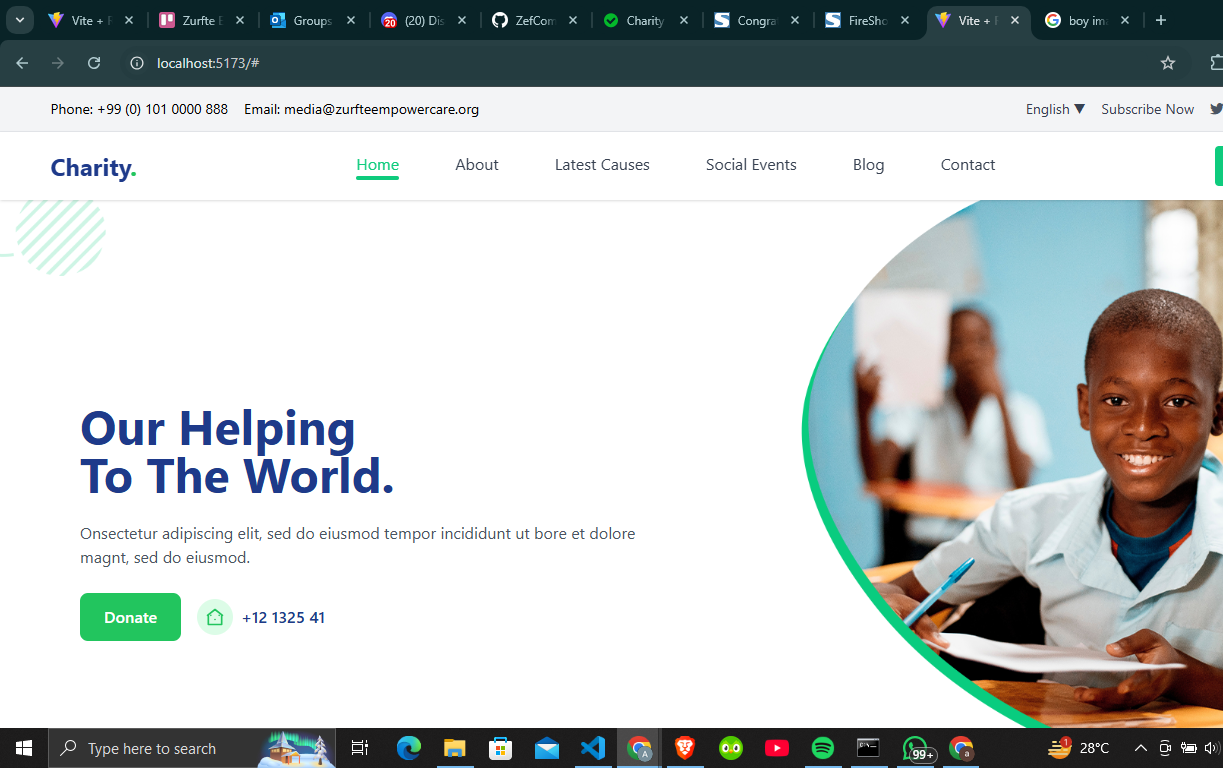 Vite + R
Zurfte E
Groups
20
(20) Dis
ZefCom
Charity
Congra
FireSho
Vite + R
boy im
localhost:5173/#
Phone: +99 (0) 101 0000 888 Email: media@zurfteempowercare.org
English ▼ Subscribe Now
Charity.
Home About Latest Causes Social Events Blog Contact
Our Helping
To The World.
Onsectetur adipiscing elit, sed do eiusmod tempor incididunt ut bore et dolore
magnt, sed do eiusmod.
Donate
+12 1325 41
Type here to search
A
99+
1
28°C